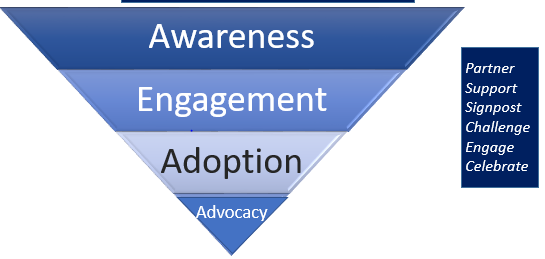 Awareness
Engagement
Adoption
Advocacy
Partner
Support
Signpost
Challenge
Engage
Celebrate